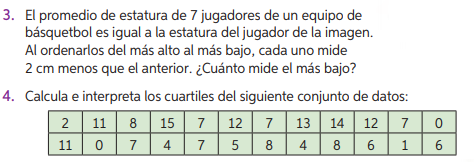 3. El promedio de estatura de 7 jugadores de un equipo de
básquetbol es igual a la estatura del jugador de la imagen.
Al ordenarlos del más alto al más bajo, cada uno mide
2 cm menos que el anterior. ¿Cuánto mide el más bajo?
4. Calcula e interpreta los cuartiles del siguiente conjunto de datos:
2 11 8 15 7 12 7 13 14 12 7 0
11 0 7 4 7 5 8 4 8 6 1 6